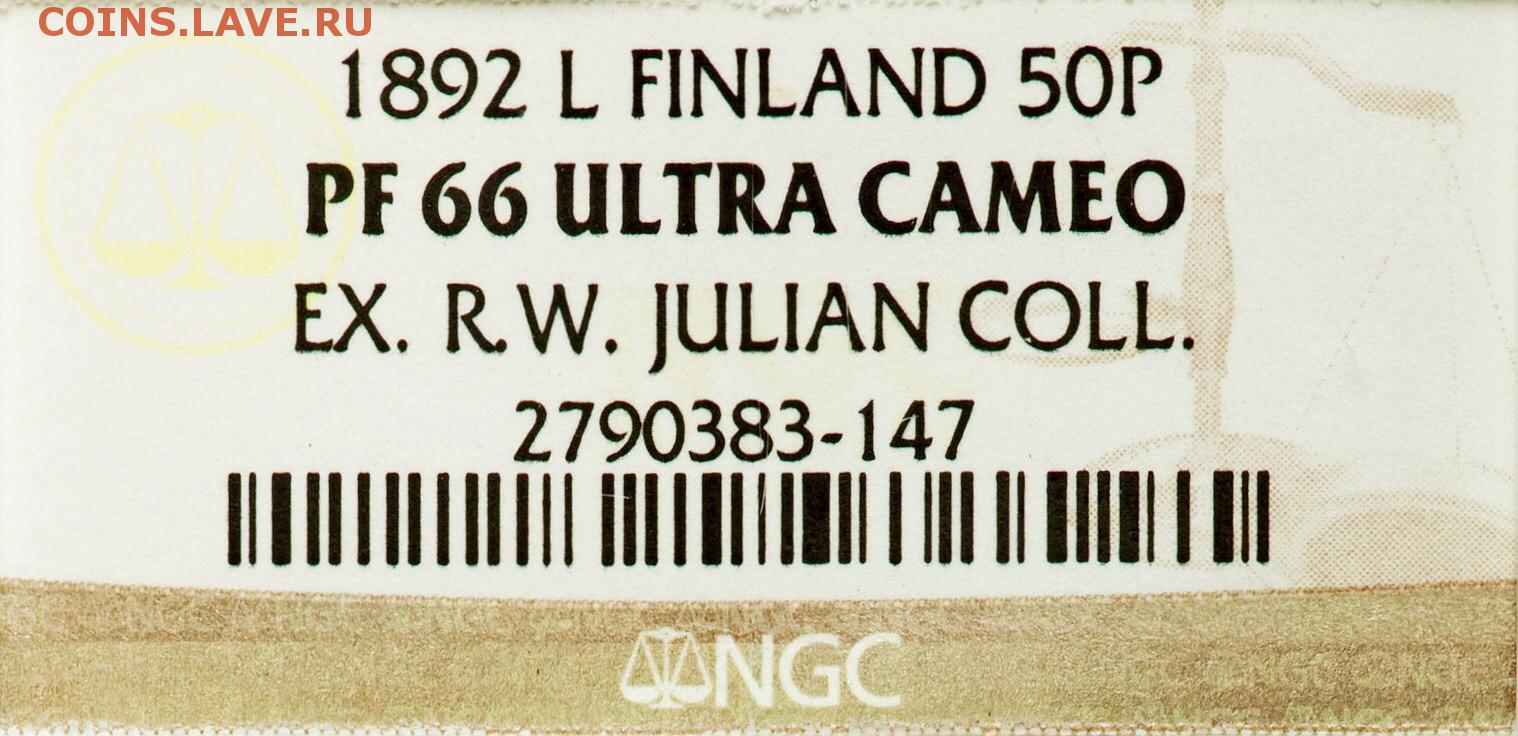 COINS.LAVE.RU
1892 L FINLAND 50P
PF 66 ULTRA CAMEO
EX. R.W. JULIAN COLL.
2790383-147
NGC